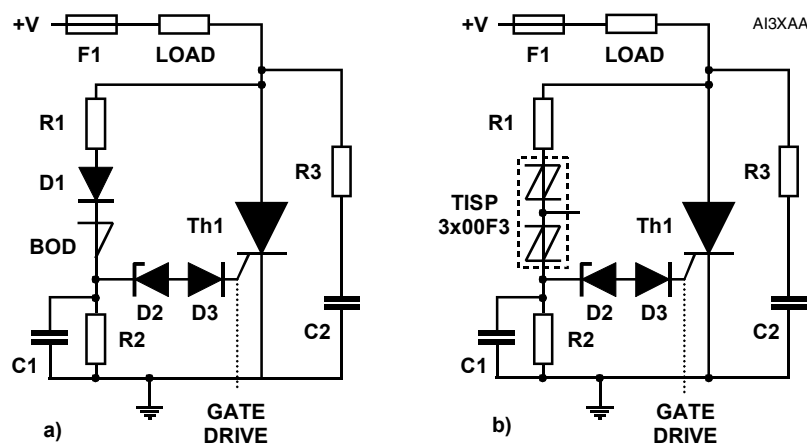 +V
F1
LOAD
R1
D1
BOD
Th1
R3
D2
D3
R2
C1
C2
a)
GATE
DRIVE
+V
F1
LOAD
AI3XAA
R1
TISP
3x00F3
Th1
R3
D2
D3
R2
C1
C2
b)
GATE
DRIVE